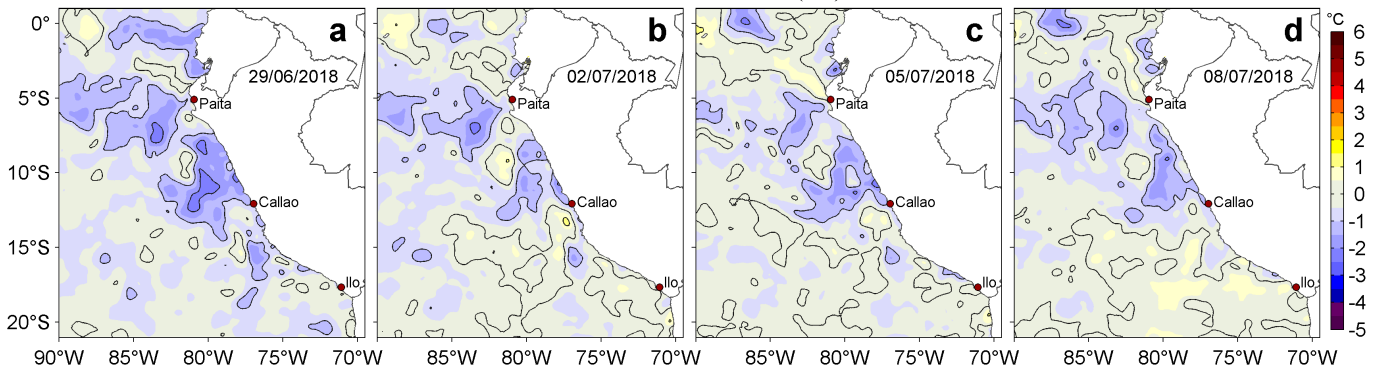 0°
5°S
10°S
15°S
20°S
a
29/06/2018
Paita
Callao
Ilo
90°W
85°W
80°W
75°W
70°W
b
02/07/2018
Paita
Callao
Ilo
85°W
80°W
75°W
70°W
c
05/07/2018
Paita
Callao
Ilo
85°W
80°W
75°W
70°W
d
08/07/2018
Paita
Callao
Ilo
85°W
80°W
75°W
70°W
°C
6
5
4
3
2
1
0
-1
-2
-3
-4
-5